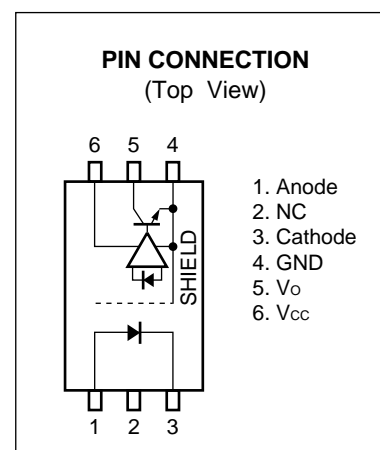 PIN CONNECTION
(Top View)
6 5 4
SHIELD
1 2 3
1. Anode
2. NC
3. Cathode
4. GND
5. VO
6. VCC